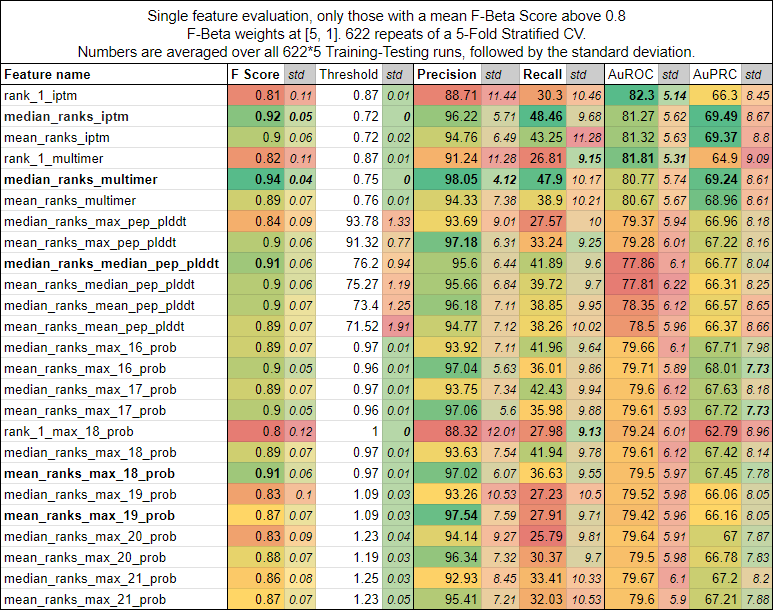 Single feature evaluation, only those with a mean F-Beta Score above 0.8
F-Beta weights at [5, 1]. 622 repeats of a 5-Fold Stratified CV.
Numbers are averaged over all 622*5 Training-Testing runs, followed by the standard deviation.
Feature name F Score std Threshold std Precision std Recall std AuROC std AuPRC std
rank_1_iptm 0.81 0.11 0.87 0.01 88.71 11.44 30.3 10.46 82.3 5.14 66.3 8.45
median_ranks_iptm 0.92 0.05 0.72 0 96.22 5.71 48.46 9.68 81.27 5.62 69.49 8.67
mean_ranks_iptm 0.9 0.06 0.72 0.02 94.76 6.49 43.25 11.28 81.32 5.63 69.37 8.8
rank_1_multimer 0.82 0.11 0.87 0.01 91.24 11.28 26.81 9.15 81.81 5.31 64.9 9.09
median_ranks_multimer 0.94 0.04 0.75 0 98.05 4.12 47.9 10.17 80.77 5.74 69.24 8.61
mean_ranks_multimer 0.89 0.07 0.76 0.01 94.33 7.38 38.9 10.21 80.67 5.67 68.96 8.61
median_ranks_max_pep_plddt 0.84 0.09 93.78 1.33 93.69 9.01 27.57 10 79.37 5.94 66.96 8.18
mean_ranks_max_pep_plddt 0.9 0.06 91.32 0.77 97.18 6.31 33.24 9.25 79.28 6.01 67.22 8.16
median_ranks_median_pep_plddt 0.91 0.06 76.2 0.94 95.6 6.44 41.89 9.6 77.86 6.1 66.77 8.04
mean_ranks_median_pep_plddt 0.9 0.06 75.27 1.19 95.66 6.84 39.72 9.7 77.81 6.22 66.31 8.25
median_ranks_mean_pep_plddt 0.9 0.07 73.4 1.25 96.18 7.11 38.85 9.95 78.35 6.12 66.57 8.65
mean_ranks_mean_pep_plddt 0.89 0.07 71.52 1.91 94.77 7.12 38.26 10.02 78.5 5.96 66.37 8.66
median_ranks_max_16_prob 0.89 0.07 0.97 0.01 93.92 7.11 41.96 9.64 79.66 6.1 67.71 7.98
mean_ranks_max_16_prob 0.9 0.05 0.96 0.01 97.04 5.63 36.01 9.86 79.71 5.89 68.01 7.73
median_ranks_max_17_prob 0.89 0.07 0.97 0.01 93.75 7.34 42.43 9.94 79.6 6.12 67.63 8.18
mean_ranks_max_17_prob 0.9 0.05 0.96 0.01 97.06 5.6 35.98 9.88 79.61 5.93 67.72 7.73
rank_1_max_18_prob 0.8 0.12 1 0 88.32 12.01 27.98 9.13 79.24 6.01 62.79 8.96
median_ranks_max_18_prob 0.89 0.07 0.97 0.01 93.63 7.54 41.94 9.78 79.61 6.12 67.42 8.14
mean_ranks_max_18_prob 0.91 0.06 0.97 0.01 97.02 6.07 36.63 9.55 79.5 5.97 67.45 7.78
median_ranks_max_19_prob 0.83 0.1 1.09 0.03 93.26 10.53 27.23 10.5 79.52 5.98 66.06 8.05
mean_ranks_max_19_prob 0.87 0.07 1.09 0.03 97.54 7.59 27.91 9.71 79.42 5.96 66.16 8.05
median_ranks_max_20_prob 0.83 0.09 1.23 0.04 94.14 9.27 25.79 9.81 79.64 5.91 67 7.87
mean_ranks_max_20_prob 0.88 0.07 1.19 0.03 96.34 7.32 30.37 9.7 79.5 5.98 66.78 7.83
median_ranks_max_21_prob 0.86 0.08 1.25 0.03 92.93 8.45 33.41 10.33 79.67 6.1 67.2 8.2
mean_ranks_max_21_prob 0.87 0.07 1.23 0.05 95.41 7.21 32.03 10.53 79.6 5.9 67.21 7.88